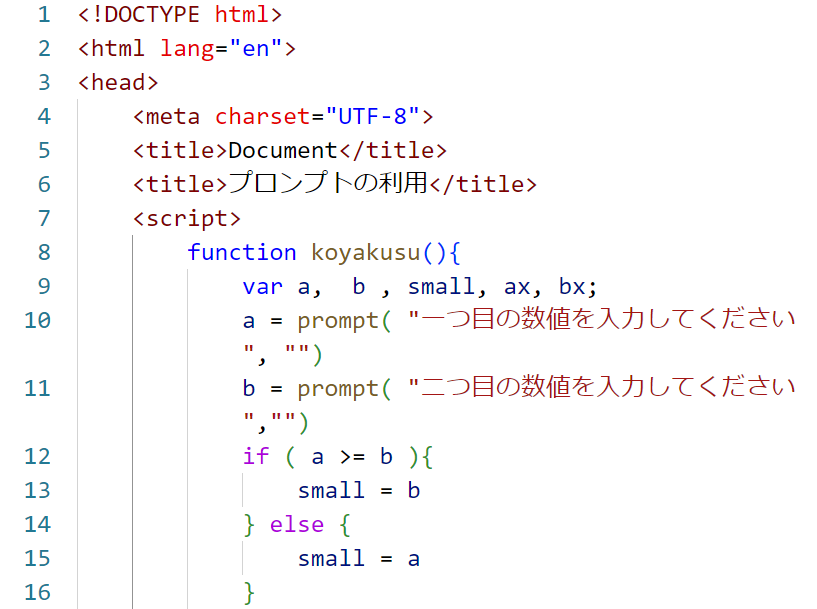 1 <!DOCTYPE html>
2 <html lang="en">
3 <head>
4 <meta charset="UTF-8">
5 <title>Document</title>
6 <title>プロンプトの利用</title>
7 <script>
8 function koyakusu(){
9 var a,  b , small, ax, bx;
10 a = prompt( "一つ目の数値を入力してください
", "")
11 b = prompt( "二つ目の数値を入力してください
","")
12 if ( a >= b ){
13 small = b
14 } else {
15 small = a
16 }